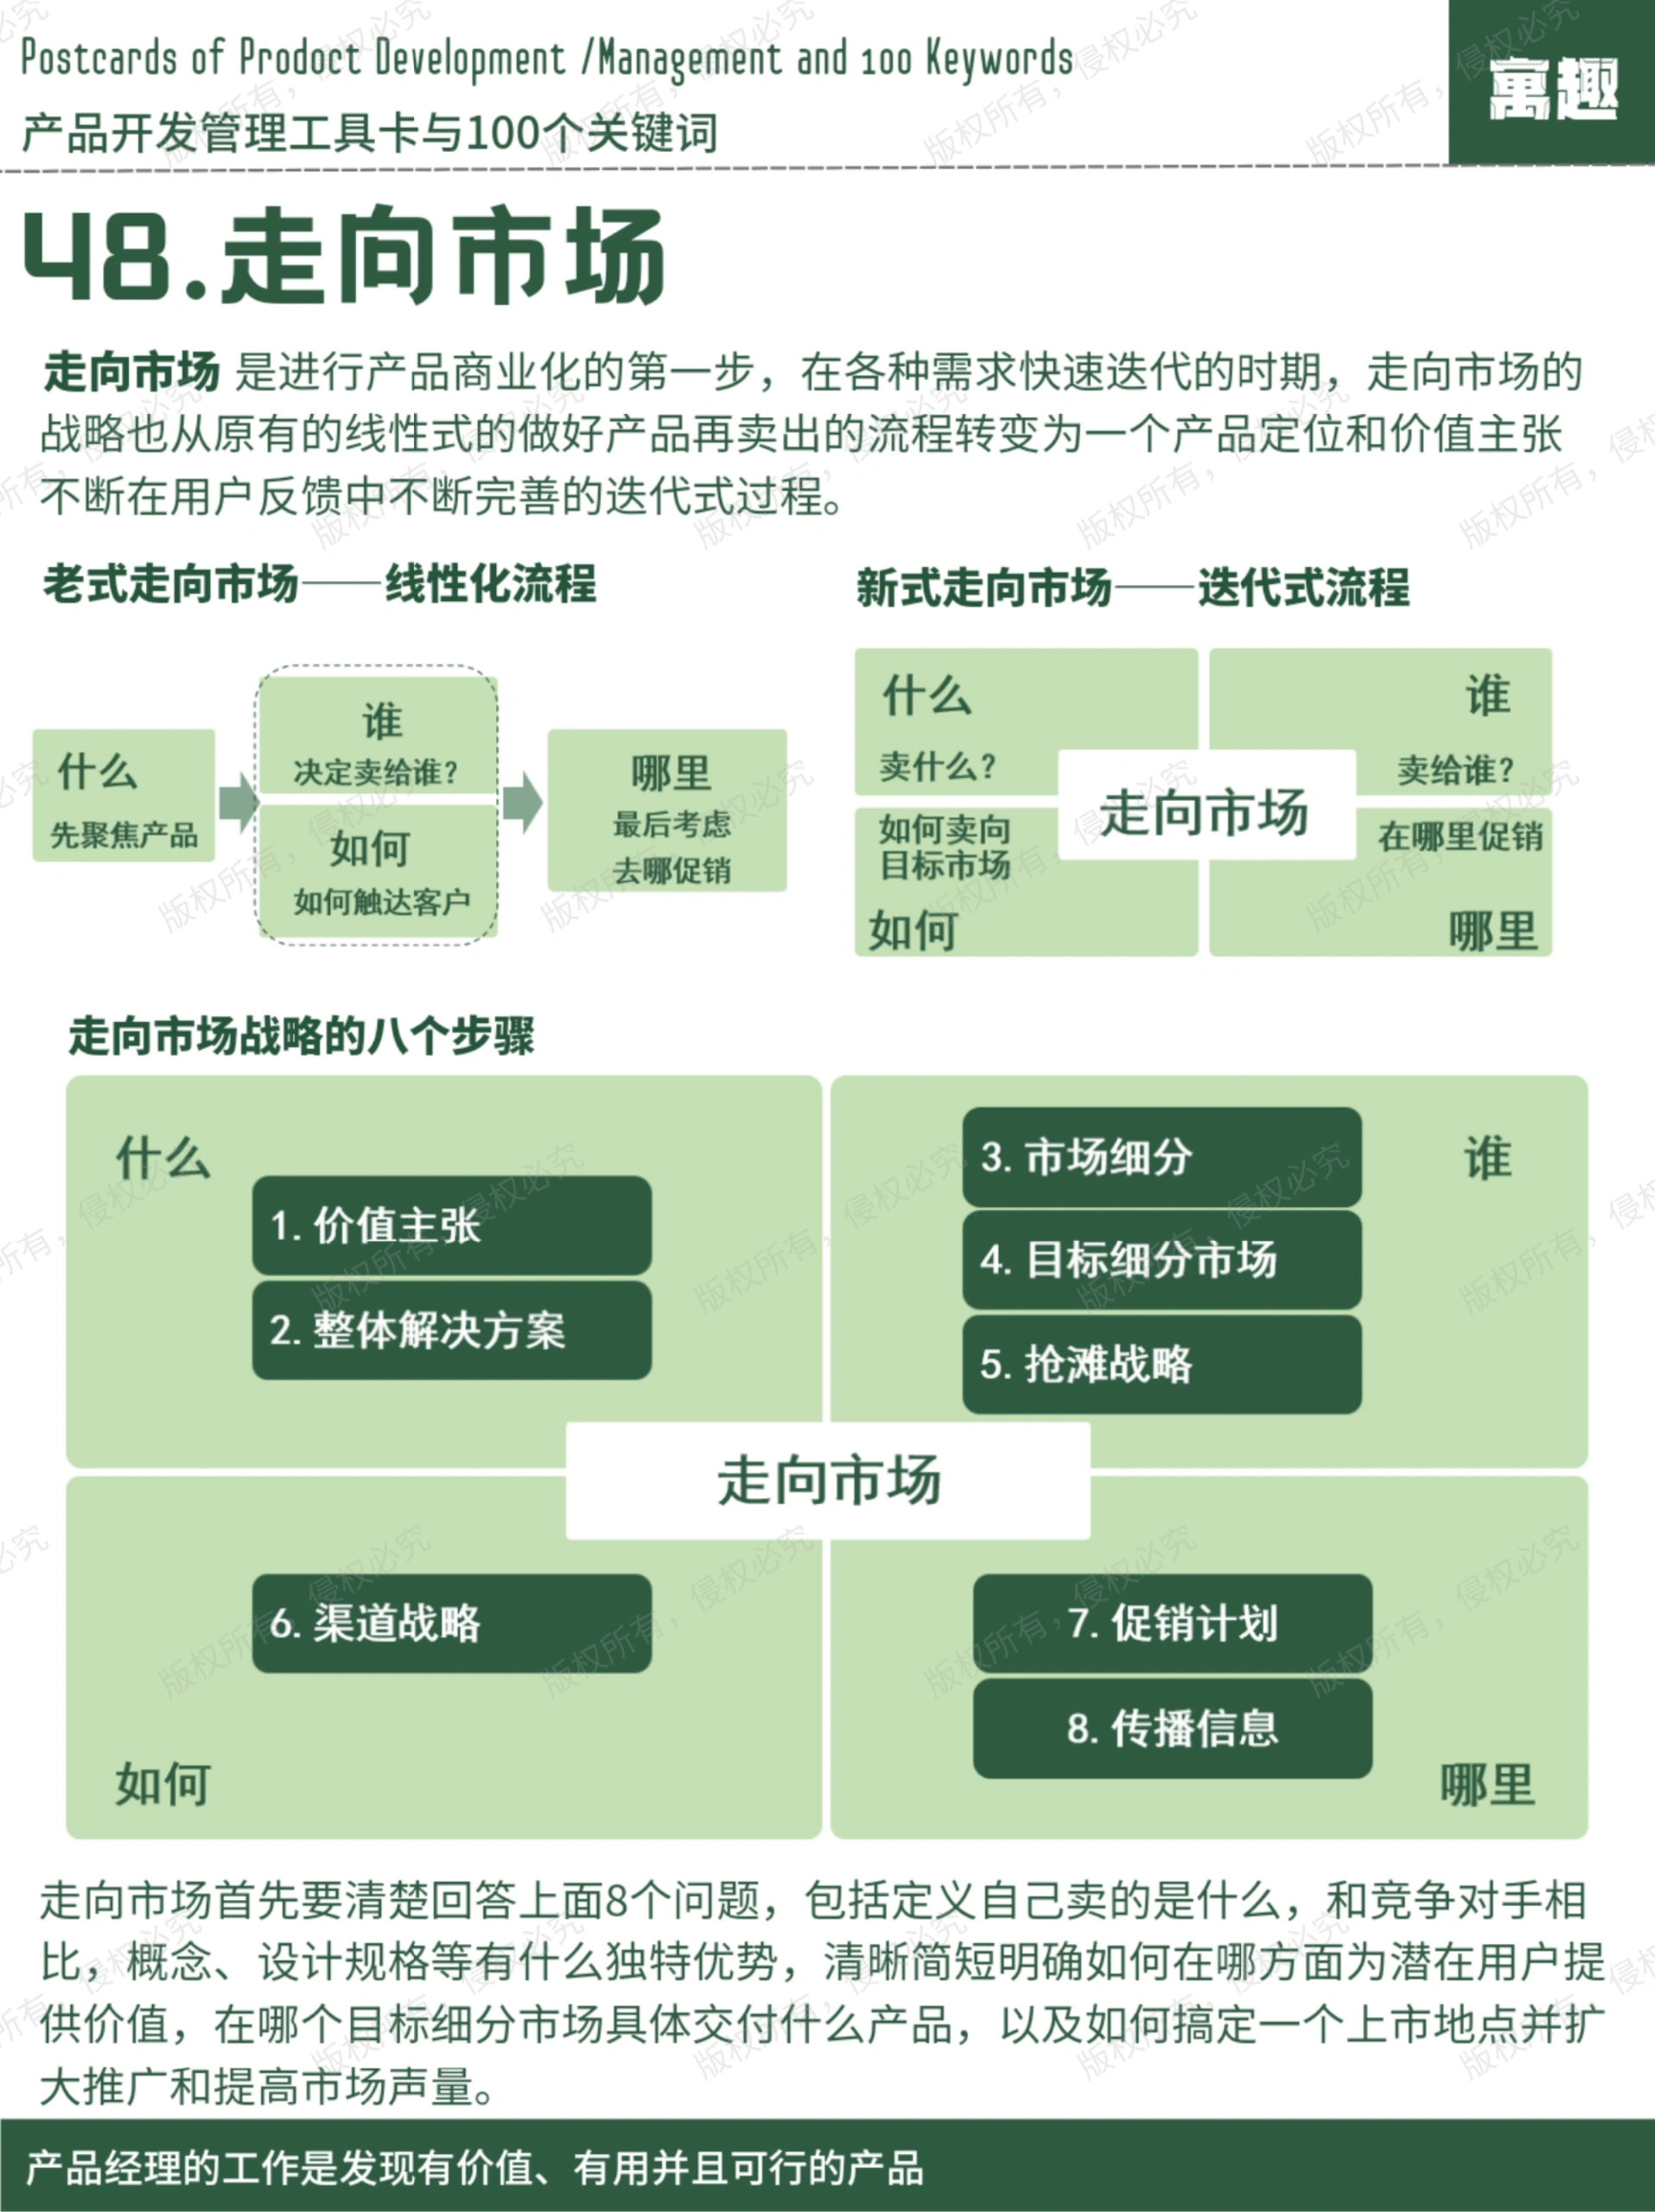 Postcards of Prodoct Development /Management and 100 Keywords
产品开发管理工具卡与100个关键词
寓趣
48.走向市场
走向市场 是进行产品商业化的第一步，在各种需求快速迭代的时期，走向市场的
战略也从原有的线性式的做好产品再卖出的流程转变为一个产品定位和价值主张
不断在用户反馈中不断完善的迭代式过程。
老式走向市场——线性化流程
什么
先聚焦产品
谁
决定卖给谁？
如何
如何触达客户
哪里
最后考虑
去哪促销
新式走向市场——迭代式流程
什么
卖什么？
谁
卖给谁？
走向市场
如何卖向
目标市场
如何
在哪里促销
哪里
走向市场战略的八个步骤
什么
1. 价值主张
2. 整体解决方案
谁
3. 市场细分
4. 目标细分市场
5. 抢滩战略
走向市场
6. 渠道战略
如何
7. 促销计划
8. 传播信息
哪里
走向市场首先要清楚回答上面8个问题，包括定义自己卖的是什么，和竞争对手相
比，概念、设计规格等有什么独特优势，清晰简短明确如何在哪方面为潜在用户提
供价值，在哪个目标细分市场具体交付什么产品，以及如何搞定一个上市地点并扩
大推广和提高市场声量。
产品经理的工作是发现有价值、有用并且可行的产品
版权所有，侵权必究